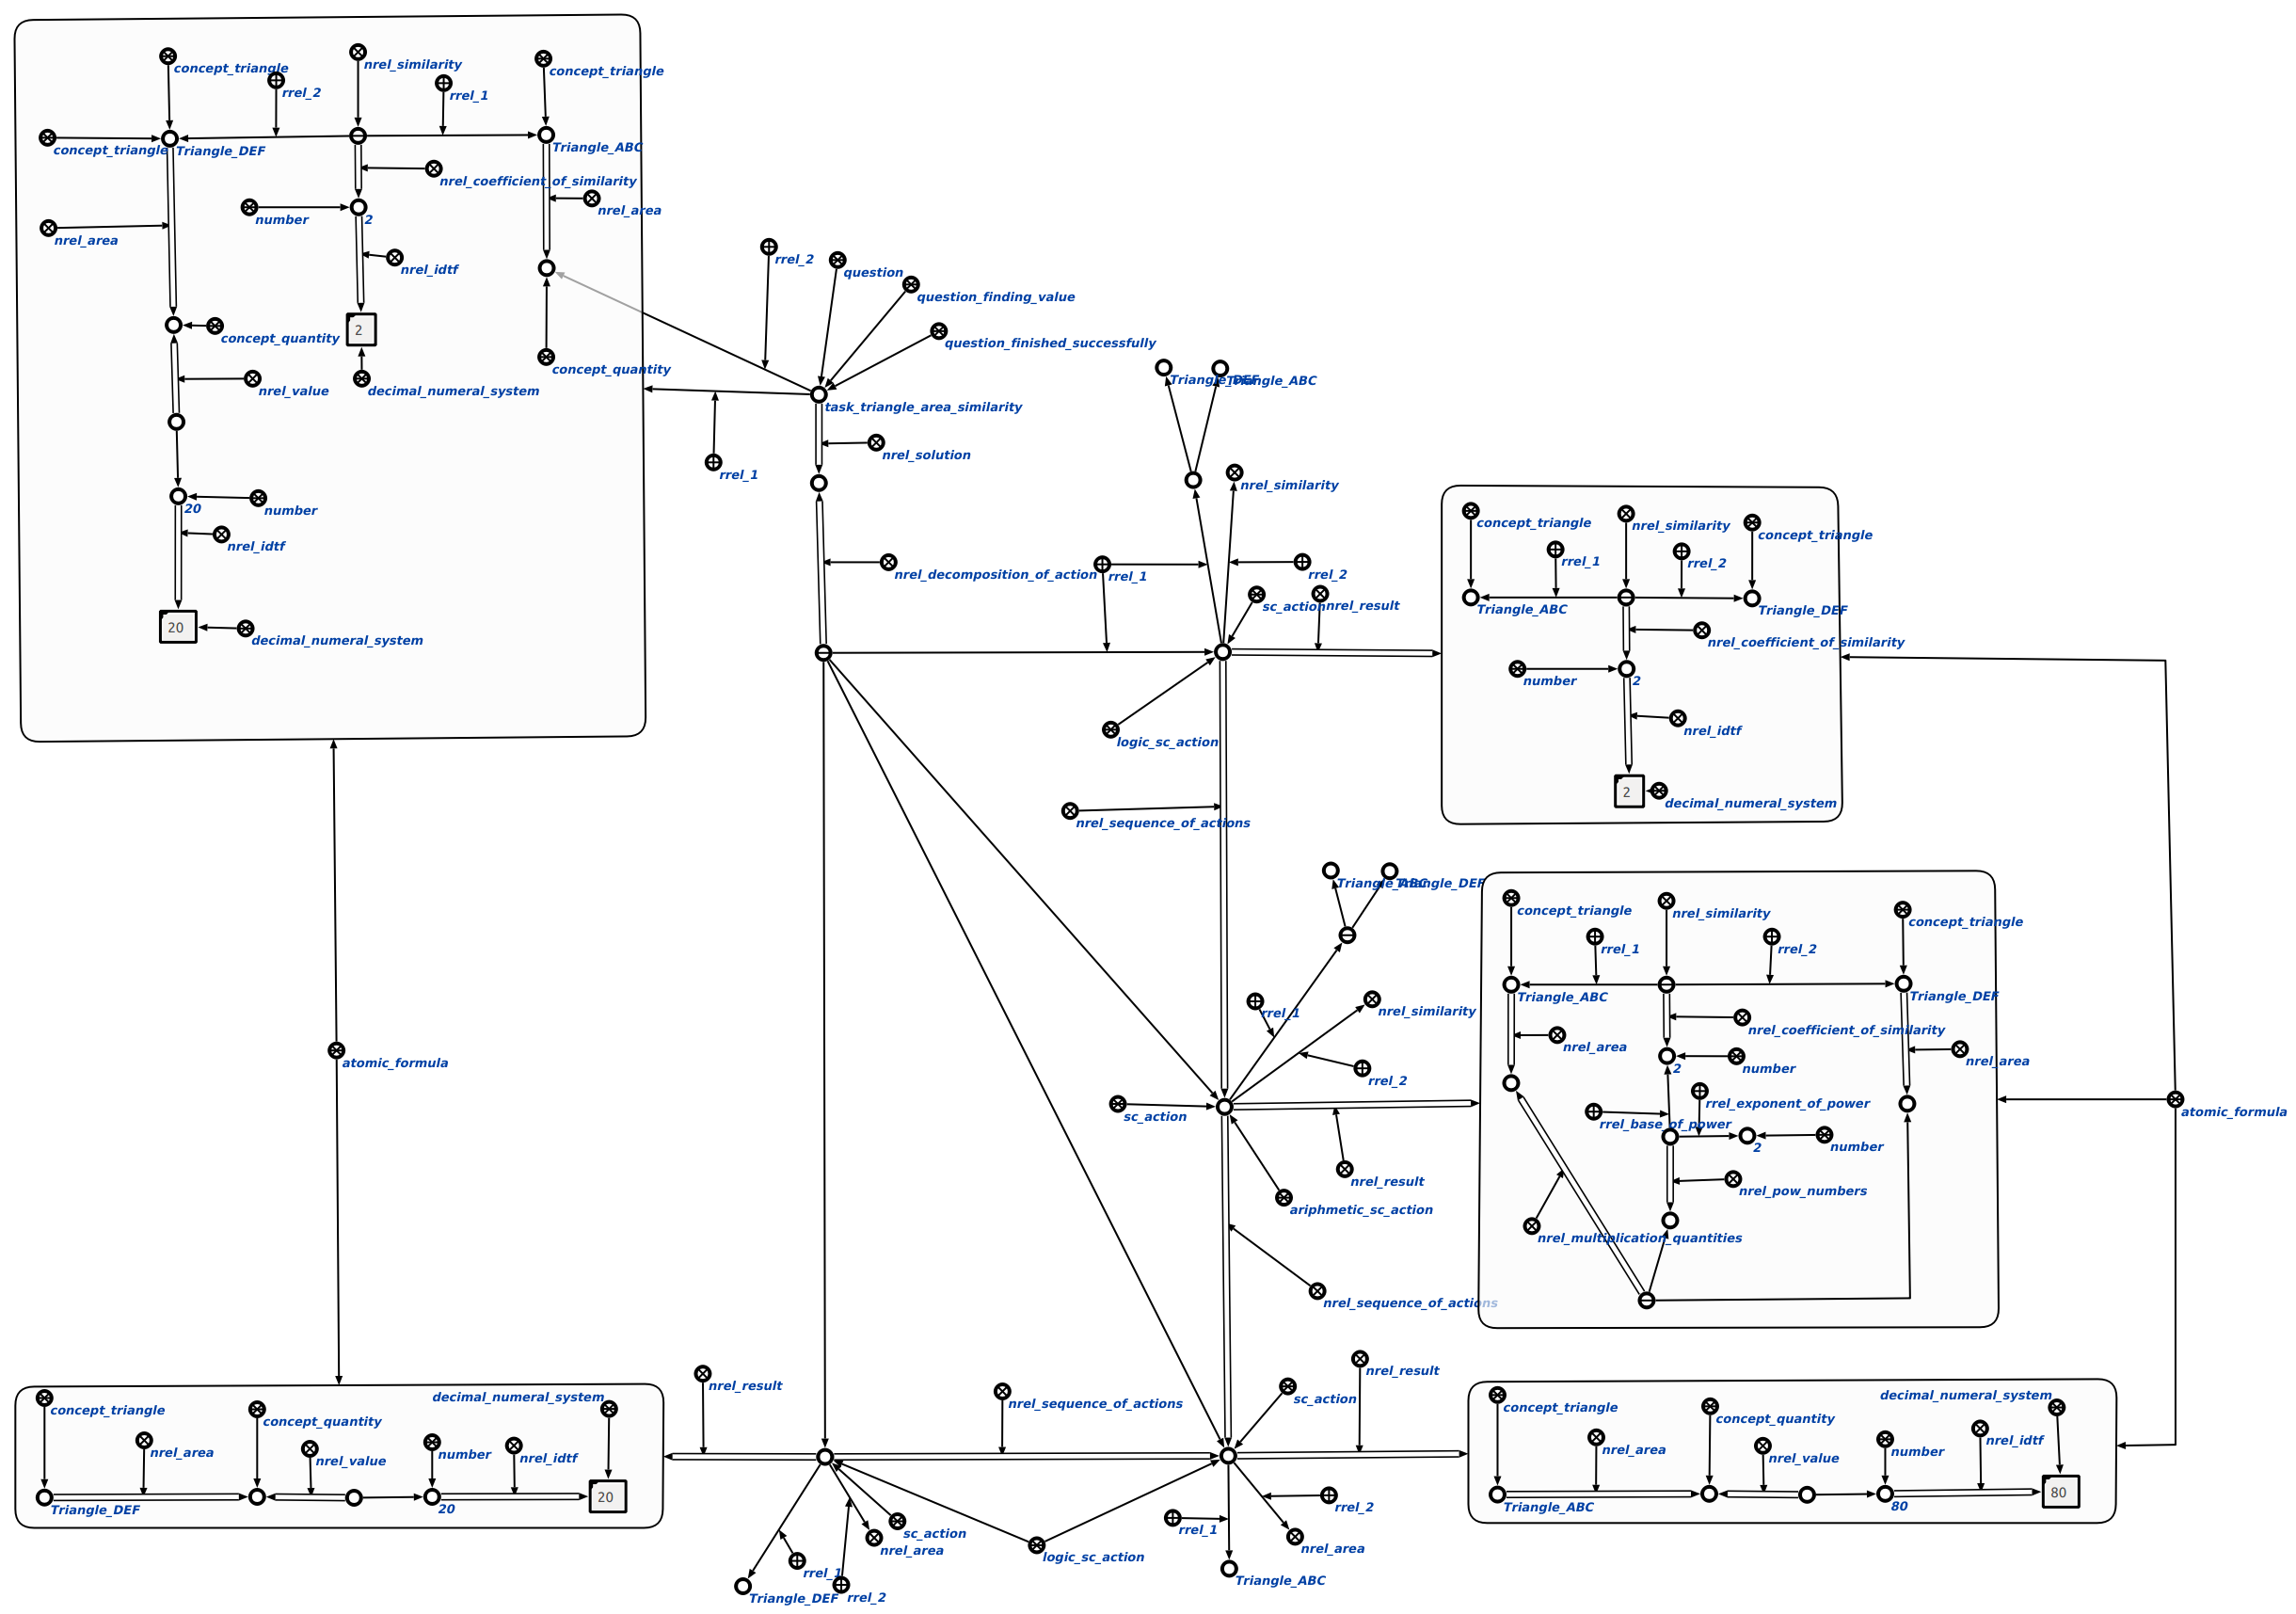 concept_triangle
rrel_2
nrel_similarity
rrel_1
concept_triangle
concept_triangle
Triangle_DEF
Triangle_ABC
nrel_coefficient_of_similarity
nrel_area
number
2
nrel_area
nrel_idtf
2
concept_quantity
decimal_numeral_system
concept_quantity
nrel_value
20
number
nrel_idtf
20
decimal_numeral_system
rrel_2
question
question_finding_value
question_finished_successfully
task_triangle_area_similarity
rrel_1
nrel_solution
nrel_decomposition_of_action
Triangle_DEF
Triangle_ABC
nrel_similarity
rrel_1
rrel_2
sc_action
nrel_result
logic_sc_action
nrel_sequence_of_actions
concept_triangle
nrel_similarity
concept_triangle
rrel_1
rrel_2
Triangle_ABC
Triangle_DEF
nrel_coefficient_of_similarity
number
2
nrel_idtf
2
decimal_numeral_system
Triangle_ABC
Triangle_DEF
rrel_1
nrel_similarity
rrel_2
sc_action
nrel_result
ariphmetic_sc_action
nrel_sequence_of_actions
concept_triangle
nrel_similarity
concept_triangle
rrel_1
rrel_2
Triangle_ABC
Triangle_DEF
nrel_coefficient_of_similarity
nrel_area
nrel_area
2
number
rrel_exponent_of_power
rrel_base_of_power
2
number
nrel_pow_numbers
nrel_multiplication_quantities
atomic_formula
atomic_formula
concept_triangle
concept_quantity
decimal_numeral_system
nrel_area
nrel_value
number
nrel_idtf
Triangle_DEF
20
20
nrel_result
nrel_sequence_of_actions
sc_action
nrel_result
sc_action
nrel_area
rrel_1
Triangle_DEF
rrel_2
logic_sc_action
rrel_1
rrel_2
nrel_area
Triangle_ABC
concept_triangle
concept_quantity
decimal_numeral_system
nrel_area
nrel_value
number
nrel_idtf
Triangle_ABC
80
80